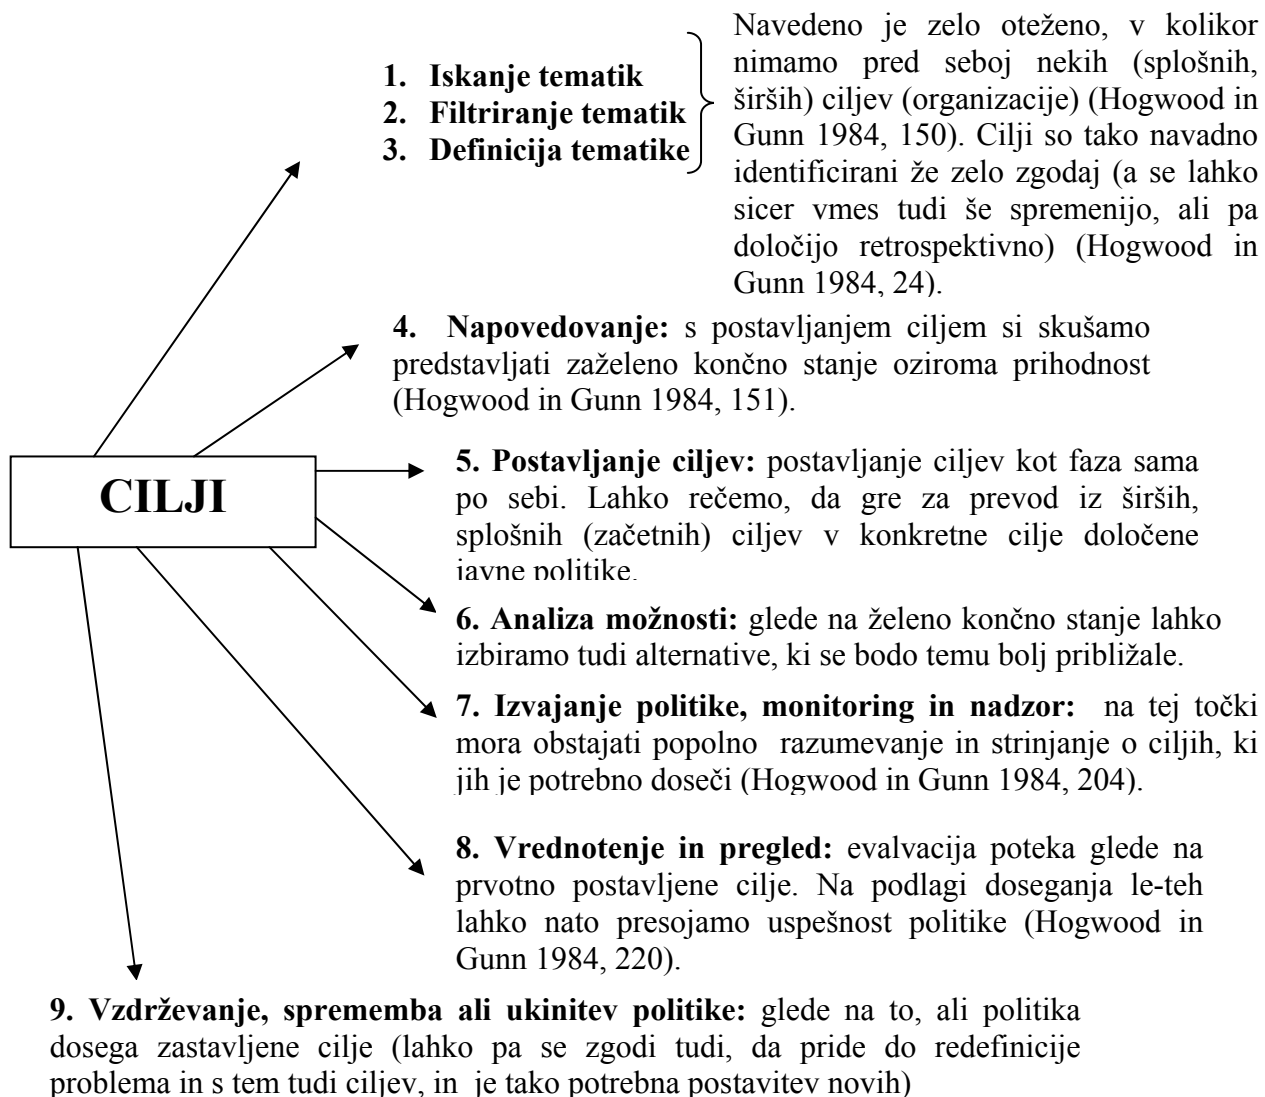 1. Iskanje tematik
2. Filtriranje tematik
3. Definicija tematike
Navedeno je zelo oteženo, v kolikor
nimamo pred seboj nekih (splošnih,
širših) ciljev (organizacije) (Hogwood in
Gunn 1984, 150). Cilji so tako navadno
identificirani že zelo zgodaj (a se lahko
sicer vmes tudi še spremenijo, ali pa
določijo retrospektivno) (Hogwood in
Gunn 1984, 24).
4. Napovedovanje: s postavljanjem ciljem si skušamo
predstavljati zaželeno končno stanje oziroma prihodnost
(Hogwood in Gunn 1984, 151).
CILJI
5. Postavljanje ciljev: postavljanje ciljev kot faza sama
po sebi. Lahko rečemo, da gre za prevod iz širših,
splošnih (začetnih) ciljev v konkretne cilje določene
javne politike.
6. Analiza možnosti: glede na želeno končno stanje lahko
izbiramo tudi alternative, ki se bodo temu bolj približale.
7. Izvajanje politike, monitoring in nadzor: na tej točki
mora obstajati popolno razumevanje in strinjanje o ciljih, ki
jih je potrebno doseči (Hogwood in Gunn 1984, 204).
8. Vrednotenje in pregled: evalvacija poteka glede na
prvotno postavljene cilje. Na podlagi doseganja le-teh
lahko nato presojamo uspešnost politike (Hogwood in
Gunn 1984, 220).
9. Vzdrževanje, sprememba ali ukinitev politike: glede na to, ali politika
dosega zastavljene cilje (lahko pa se zgodi tudi, da pride do redefinicije
problema in s tem tudi ciljev, in je tako potrebna postavitev novih)